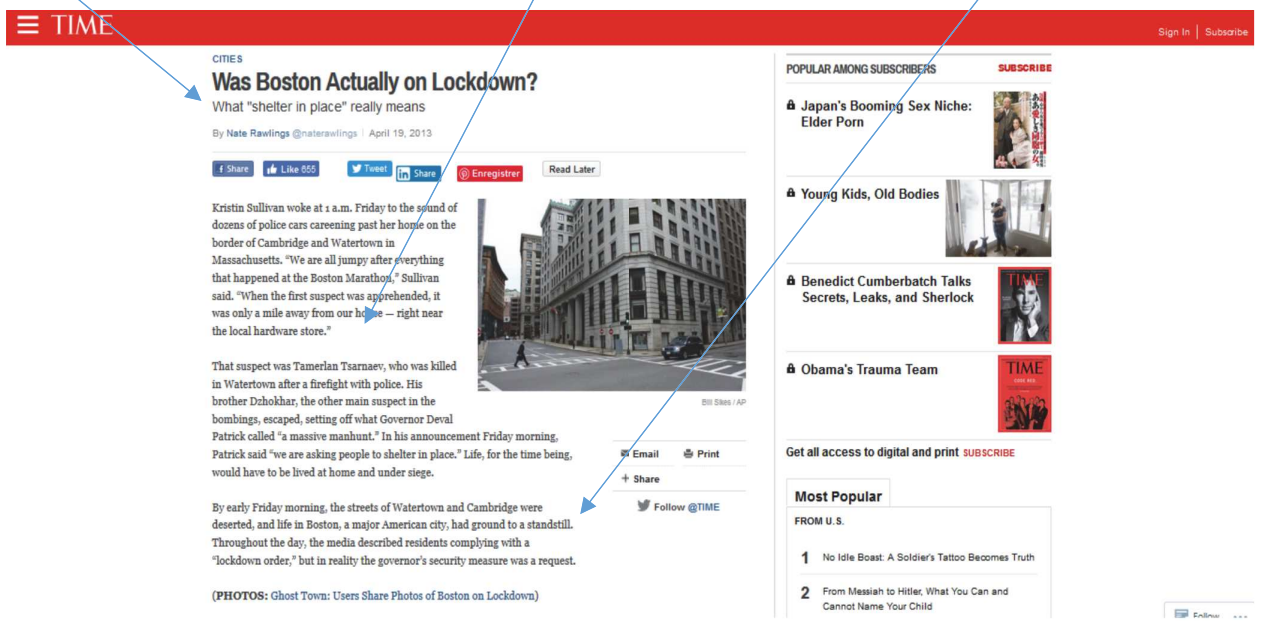 TIME
Sign In | Subscribe
CITIES
Was Boston Actually on Lockdown?
What "shelter in place" really means
By Nate Rawlings @naterawlings | April 19, 2013
Share
Like 655
Tweet
Share
Enregistrer
Read Later
Kristin Sullivan woke at 1 a.m. Friday to the sound of
dozens of police cars careening past her home on the
border of Cambridge and Watertown in
Massachusetts. “We are all jumpy after everything
that happened at the Boston Marathon,” Sullivan
said. “When the first suspect was apprehended, it
was only a mile away from our home — right near
the local hardware store.”
That suspect was Tamerlan Tsarnaev, who was killed
in Watertown after a firefight with police. His
brother Dzhokhar, the other main suspect in the
bombings, escaped, setting off what Governor Deval
Patrick called “a massive manhunt.” In his announcement Friday morning,
Patrick said “we are asking people to shelter in place.” Life, for the time being,
would have to be lived at home and under siege.
By early Friday morning, the streets of Watertown and Cambridge were
deserted, and life in Boston, a major American city, had ground to a standstill.
Throughout the day, the media described residents complying with a
“lockdown order,” but in reality the governor’s security measure was a request.
(PHOTOS: Ghost Town: Users Share Photos of Boston on Lockdown)
Bill Sikes / AP
Email
Print
+ Share
Follow @TIME
POPULAR AMONG SUBSCRIBERS
SUBSCRIBE
Japan's Booming Sex Niche:
Elder Porn
Young Kids, Old Bodies
Benedict Cumberbatch Talks
Secrets, Leaks, and Sherlock
TIME
Obama's Trauma Team
TIME
Get all access to digital and print SUBSCRIBE
Most Popular
FROM U.S.
1 No Idle Boast: A Soldier's Tattoo Becomes Truth
2 From Messiah to Hitler, What You Can and
Cannot Name Your Child
Follow